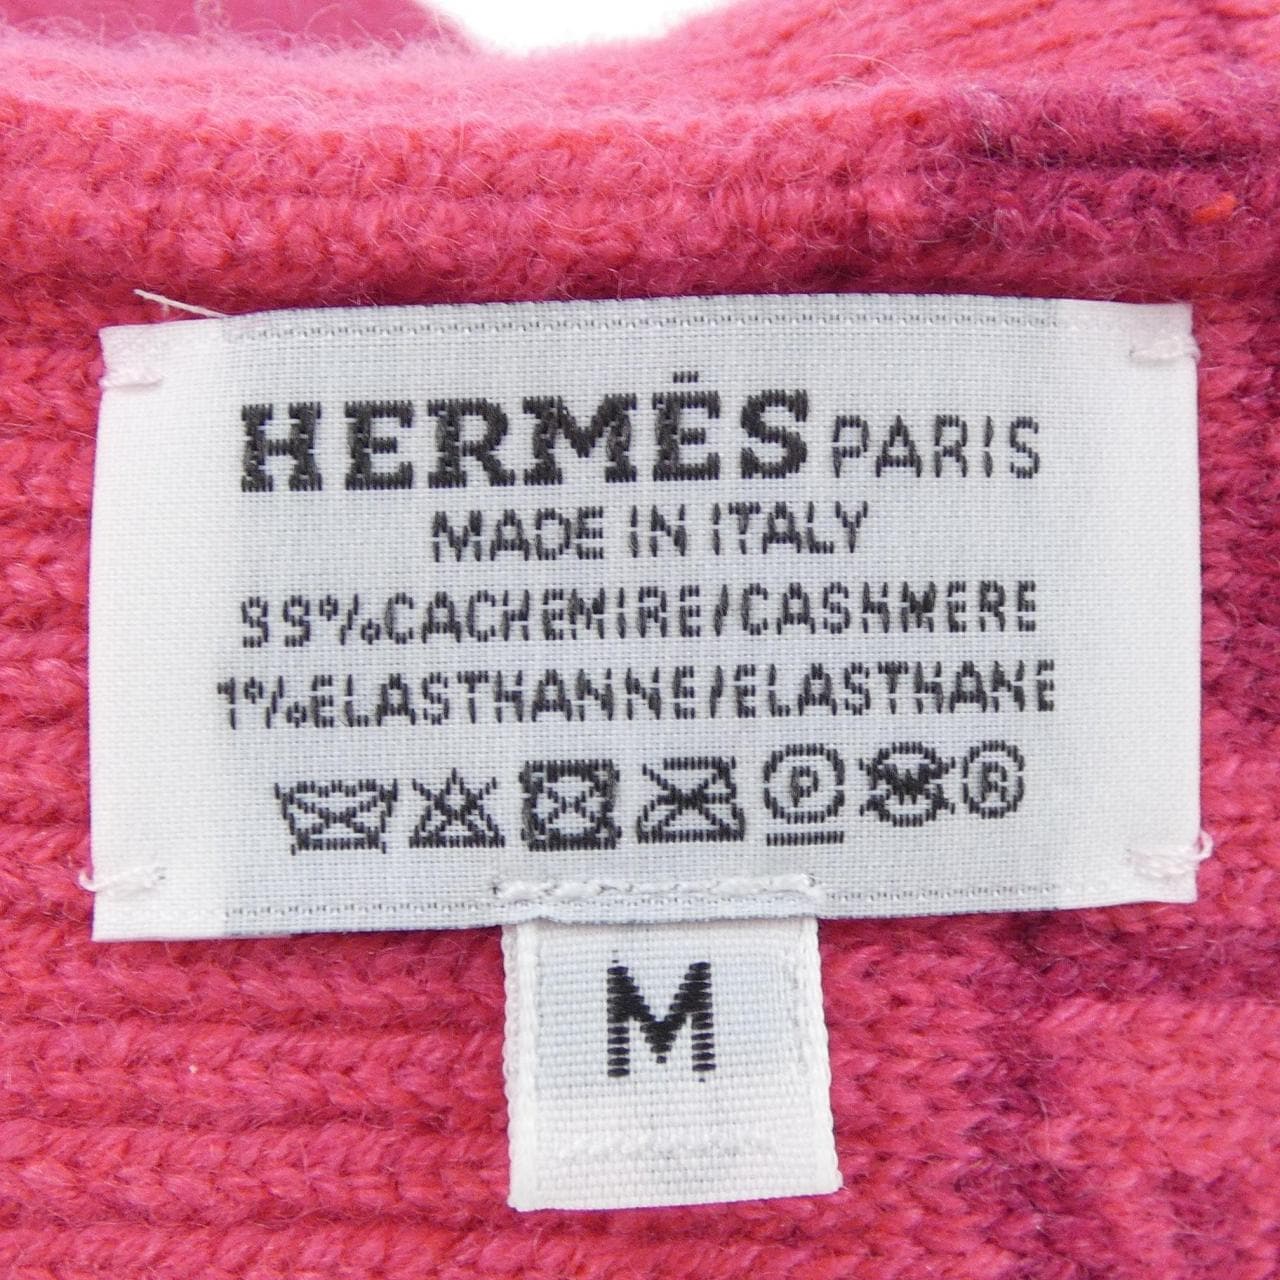 HERMÈS PARIS
MADE IN ITALY
99%CACHEMIRE/CASHMERE
1%ELASTHANNE/ELASTHANE
P W R
M